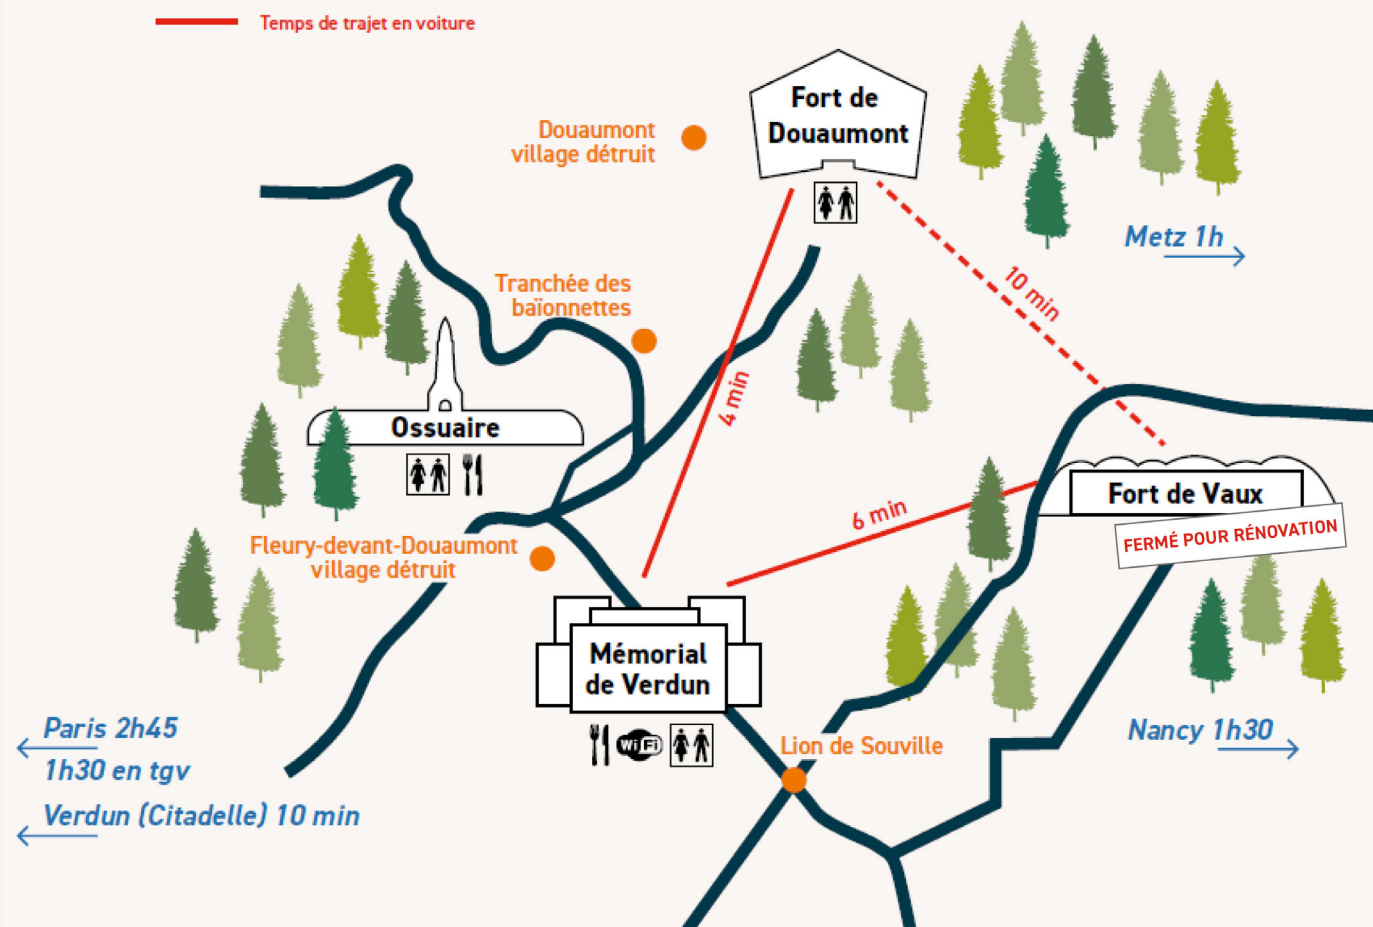 Temps de trajet en voiture
Fort de
Douaumont
Douaumont
village détruit
Metz 1h
10 min
Tranchée des
baïonnettes
4 min
Ossuaire
Fort de Vaux
FERMÉ POUR RÉNOVATION
6 min
Fleury-devant-Douaumont
village détruit
Mémorial
de Verdun
WiFi
Lion de Souville
Nancy 1h30
Paris 2h45
1h30 en tgv
Verdun (Citadelle) 10 min